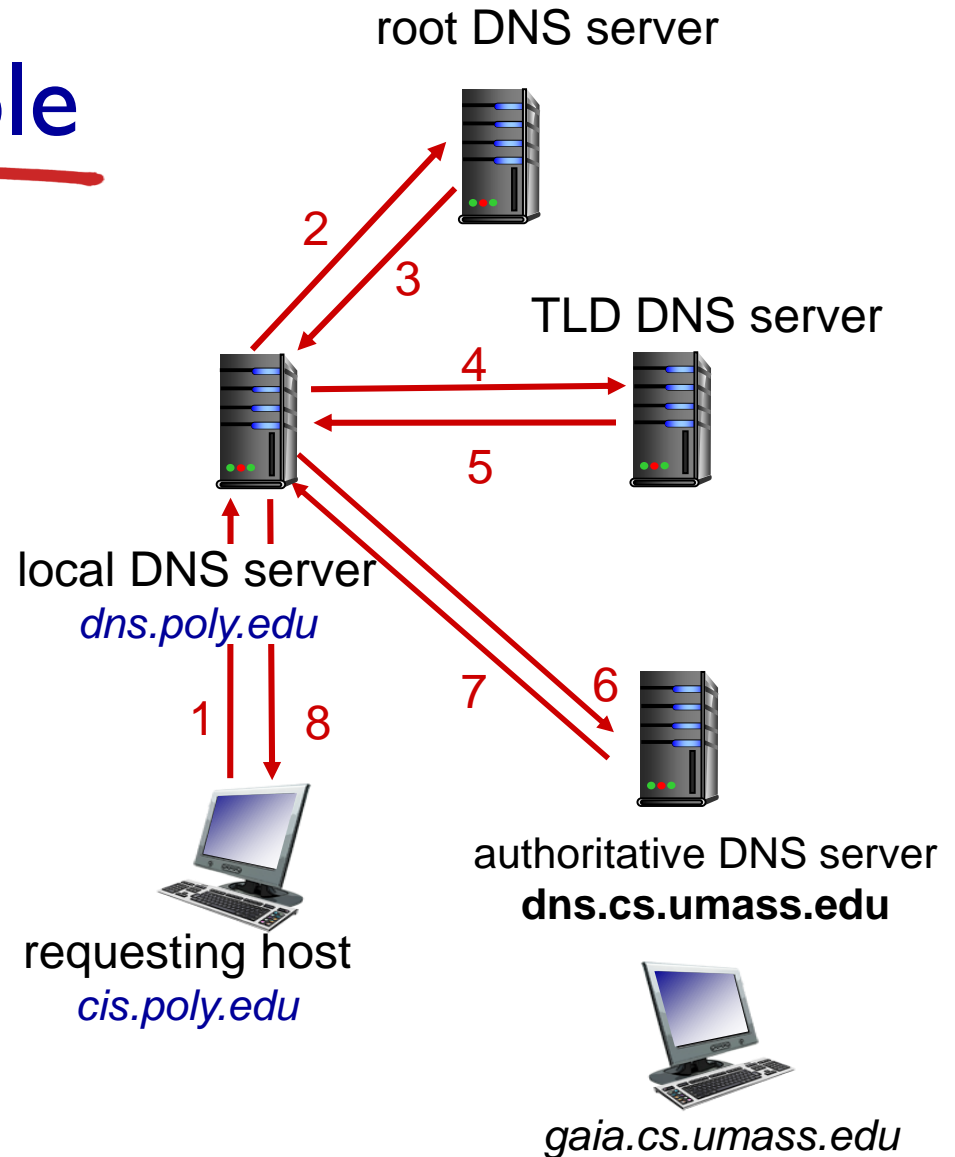 root DNS server
2
3
TLD DNS server
4
5
local DNS server
dns.poly.edu
1
8
7
6
authoritative DNS server
dns.cs.umass.edu
requesting host
cis.poly.edu
gaia.cs.umass.edu